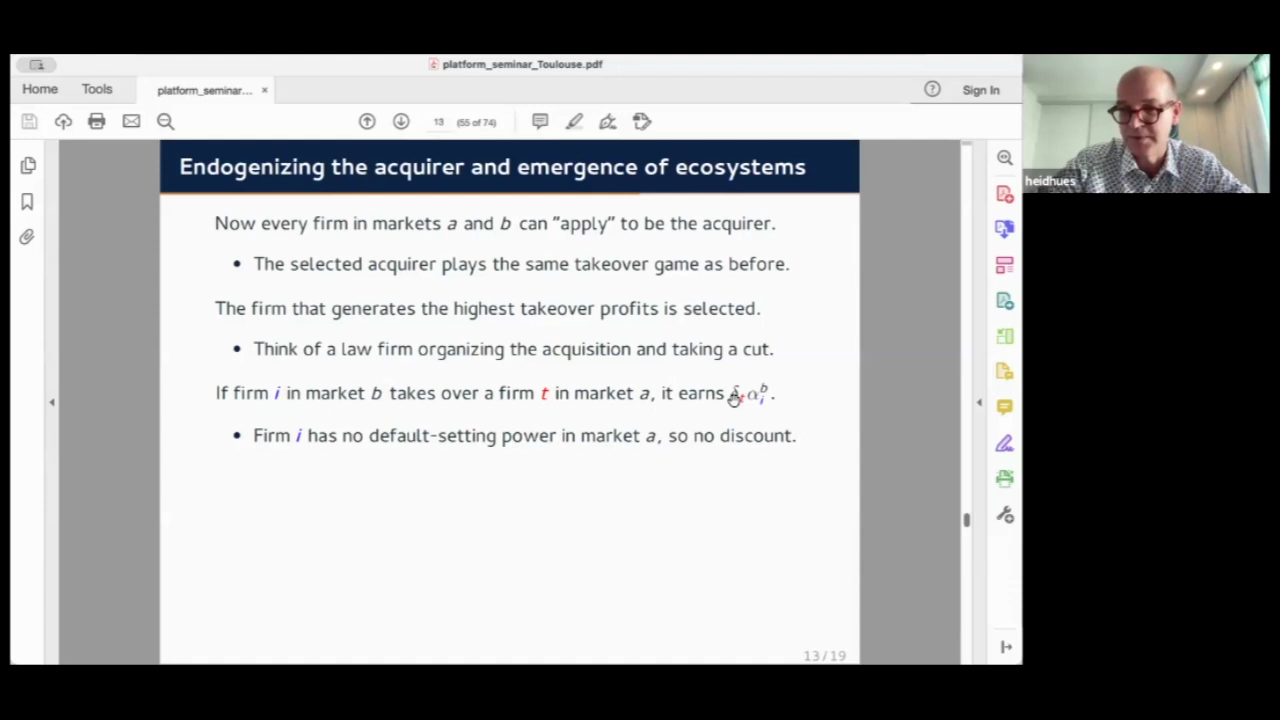 platform_seminar_Toulouse.pdf
Home Tools platform_seminar... × Sign In
13 (55 of 74)
Endogenizing the acquirer and emergence of ecosystems
Now every firm in markets a and b can "apply" to be the acquirer.
• The selected acquirer plays the same takeover game as before.
The firm that generates the highest takeover profits is selected.
• Think of a law firm organizing the acquisition and taking a cut.
If firm i in market b takes over a firm t in market a, it earns δₜαᵢᵇ.
• Firm i has no default-setting power in market a, so no discount.
13/19
heidhues